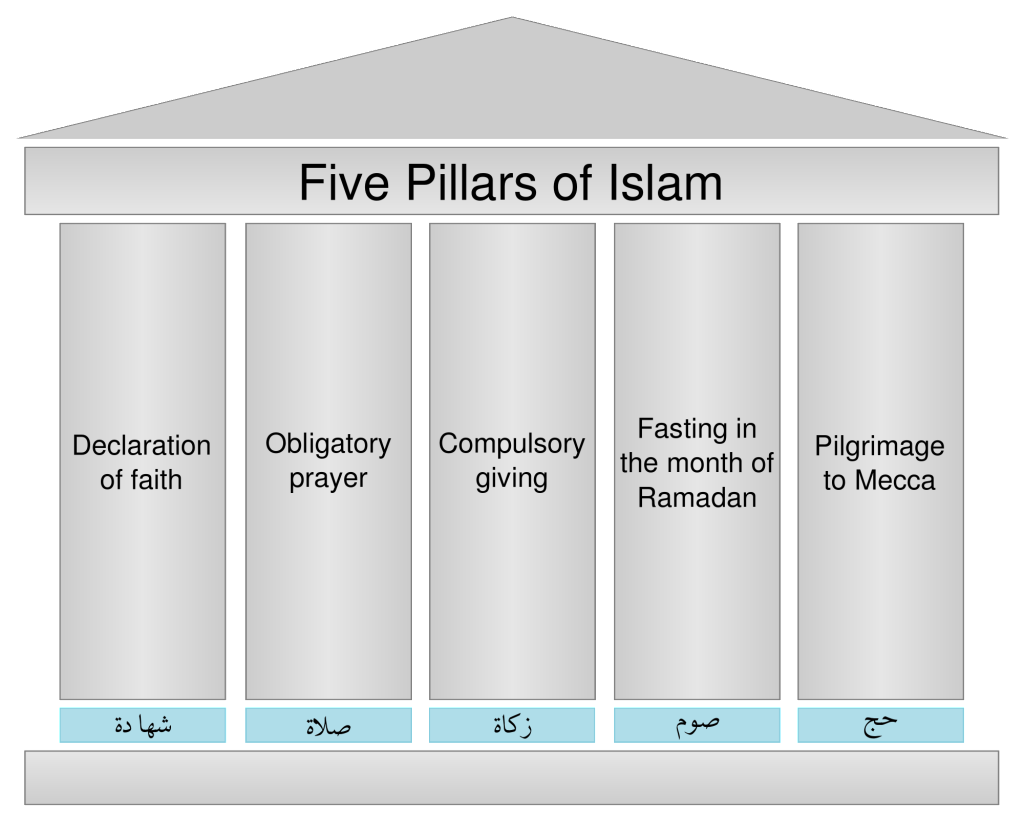 Five Pillars of Islam
Declaration
of faith
Obligatory
prayer
Compulsory
giving
Fasting in
the month of
Ramadan
Pilgrimage
to Mecca
شهادة
صلاة
زكاة
صوم
حج